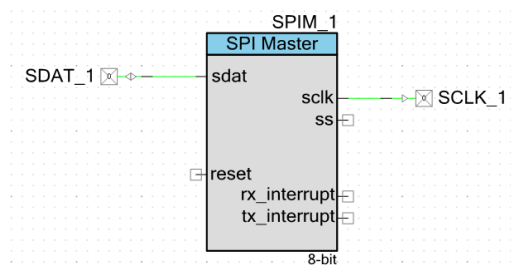 SPIM_1
SPI Master
SDAT_1
sdat
sclk
SCLK_1
ss
reset
rx_interrupt
tx_interrupt
8-bit